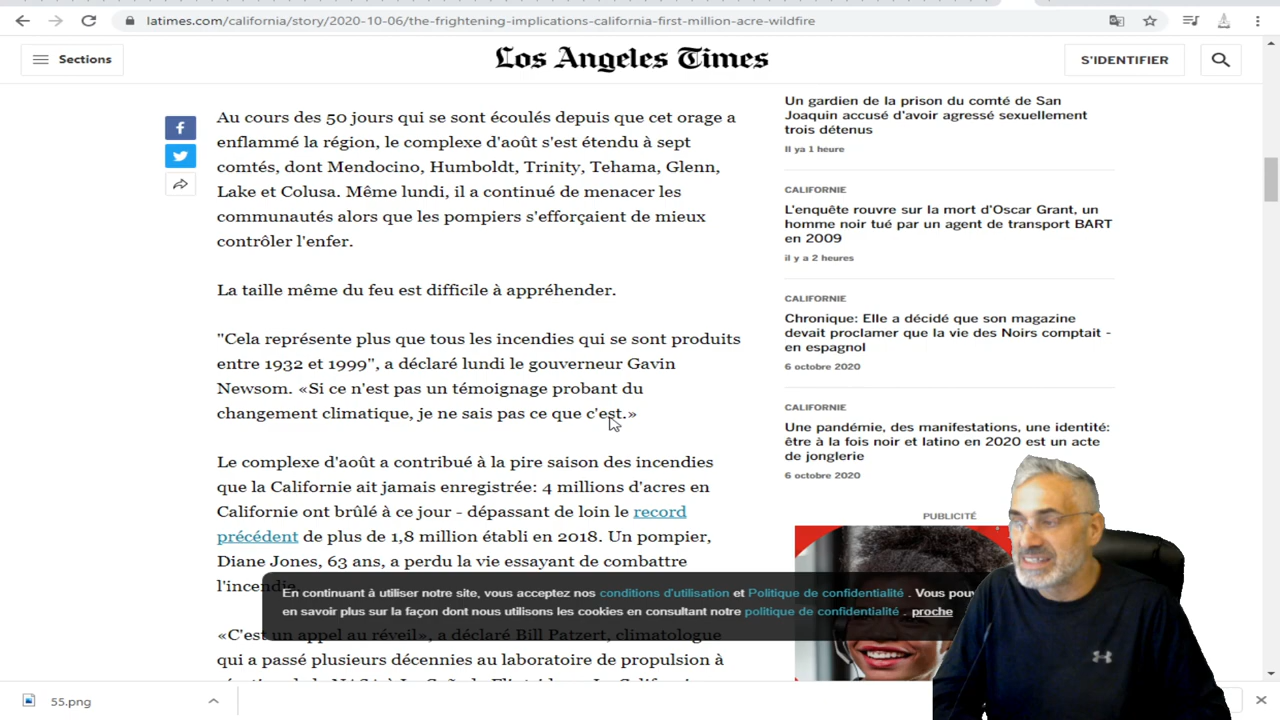 latimes.com/california/story/2020-10-06/the-frightening-implications-california-first-million-acre-wildfire
Sections
Los Angeles Times
S'IDENTIFIER
Au cours des 50 jours qui se sont écoulés depuis que cet orage a
enflammé la région, le complexe d'août s'est étendu à sept
comtés, dont Mendocino, Humboldt, Trinity, Tehama, Glenn,
Lake et Colusa. Même lundi, il a continué de menacer les
communautés alors que les pompiers s'efforçaient de mieux
contrôler l'enfer.
La taille même du feu est difficile à appréhender.
"Cela représente plus que tous les incendies qui se sont produits
entre 1932 et 1999", a déclaré lundi le gouverneur Gavin
Newsom. «Si ce n'est pas un témoignage probant du
changement climatique, je ne sais pas ce que c'est.»
Le complexe d'août a contribué à la pire saison des incendies
que la Californie ait jamais enregistrée: 4 millions d'acres en
Californie ont brûlé à ce jour - dépassant de loin le record
précédent de plus de 1,8 million établi en 2018. Un pompier,
Diane Jones, 63 ans, a perdu la vie essayant de combattre
l'incendie.
«C'est un appel au réveil», a déclaré Bill Patzert, climatologue
qui a passé plusieurs décennies au laboratoire de propulsion à
Un gardien de la prison du comté de San
Joaquin accusé d'avoir agressé sexuellement
trois détenus
Il ya 1 heure
CALIFORNIE
L'enquête rouvre sur la mort d'Oscar Grant, un
homme noir tué par un agent de transport BART
en 2009
il y a 2 heures
CALIFORNIE
Chronique: Elle a décidé que son magazine
devait proclamer que la vie des Noirs comptait -
en espagnol
6 octobre 2020
CALIFORNIE
Une pandémie, des manifestations, une identité:
être à la fois noir et latino en 2020 est un acte
de jonglerie
6 octobre 2020
PUBLICITÉ
En continuant à utiliser notre site, vous acceptez nos conditions d'utilisation et Politique de confidentialité . Vous
en savoir plus sur la façon dont nous utilisons les cookies en consultant notre politique de confidentialité . proche
55.png